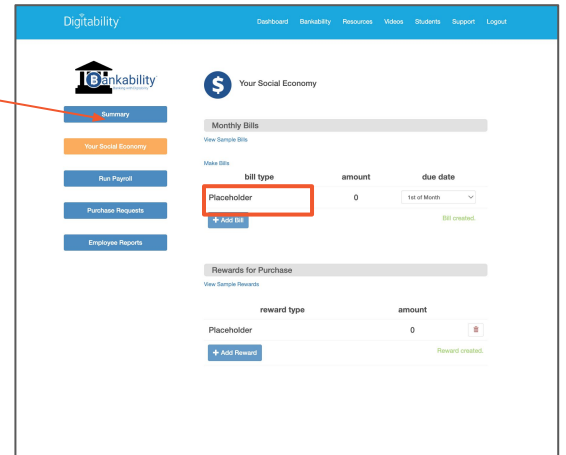 Digitability
Dashboard Bankability Resources Videos Students Support Logout
Bankability
Summary
Your Social Economy
Run Payroll
Purchase Requests
Employee Reports
$ Your Social Economy
Monthly Bills
View Sample Bills
Make Bills
bill type amount due date
Placeholder 0 1st of Month
+ Add Bill Bill created.
Rewards for Purchase
View Sample Rewards
reward type amount
Placeholder 0
+ Add Reward Reward created.